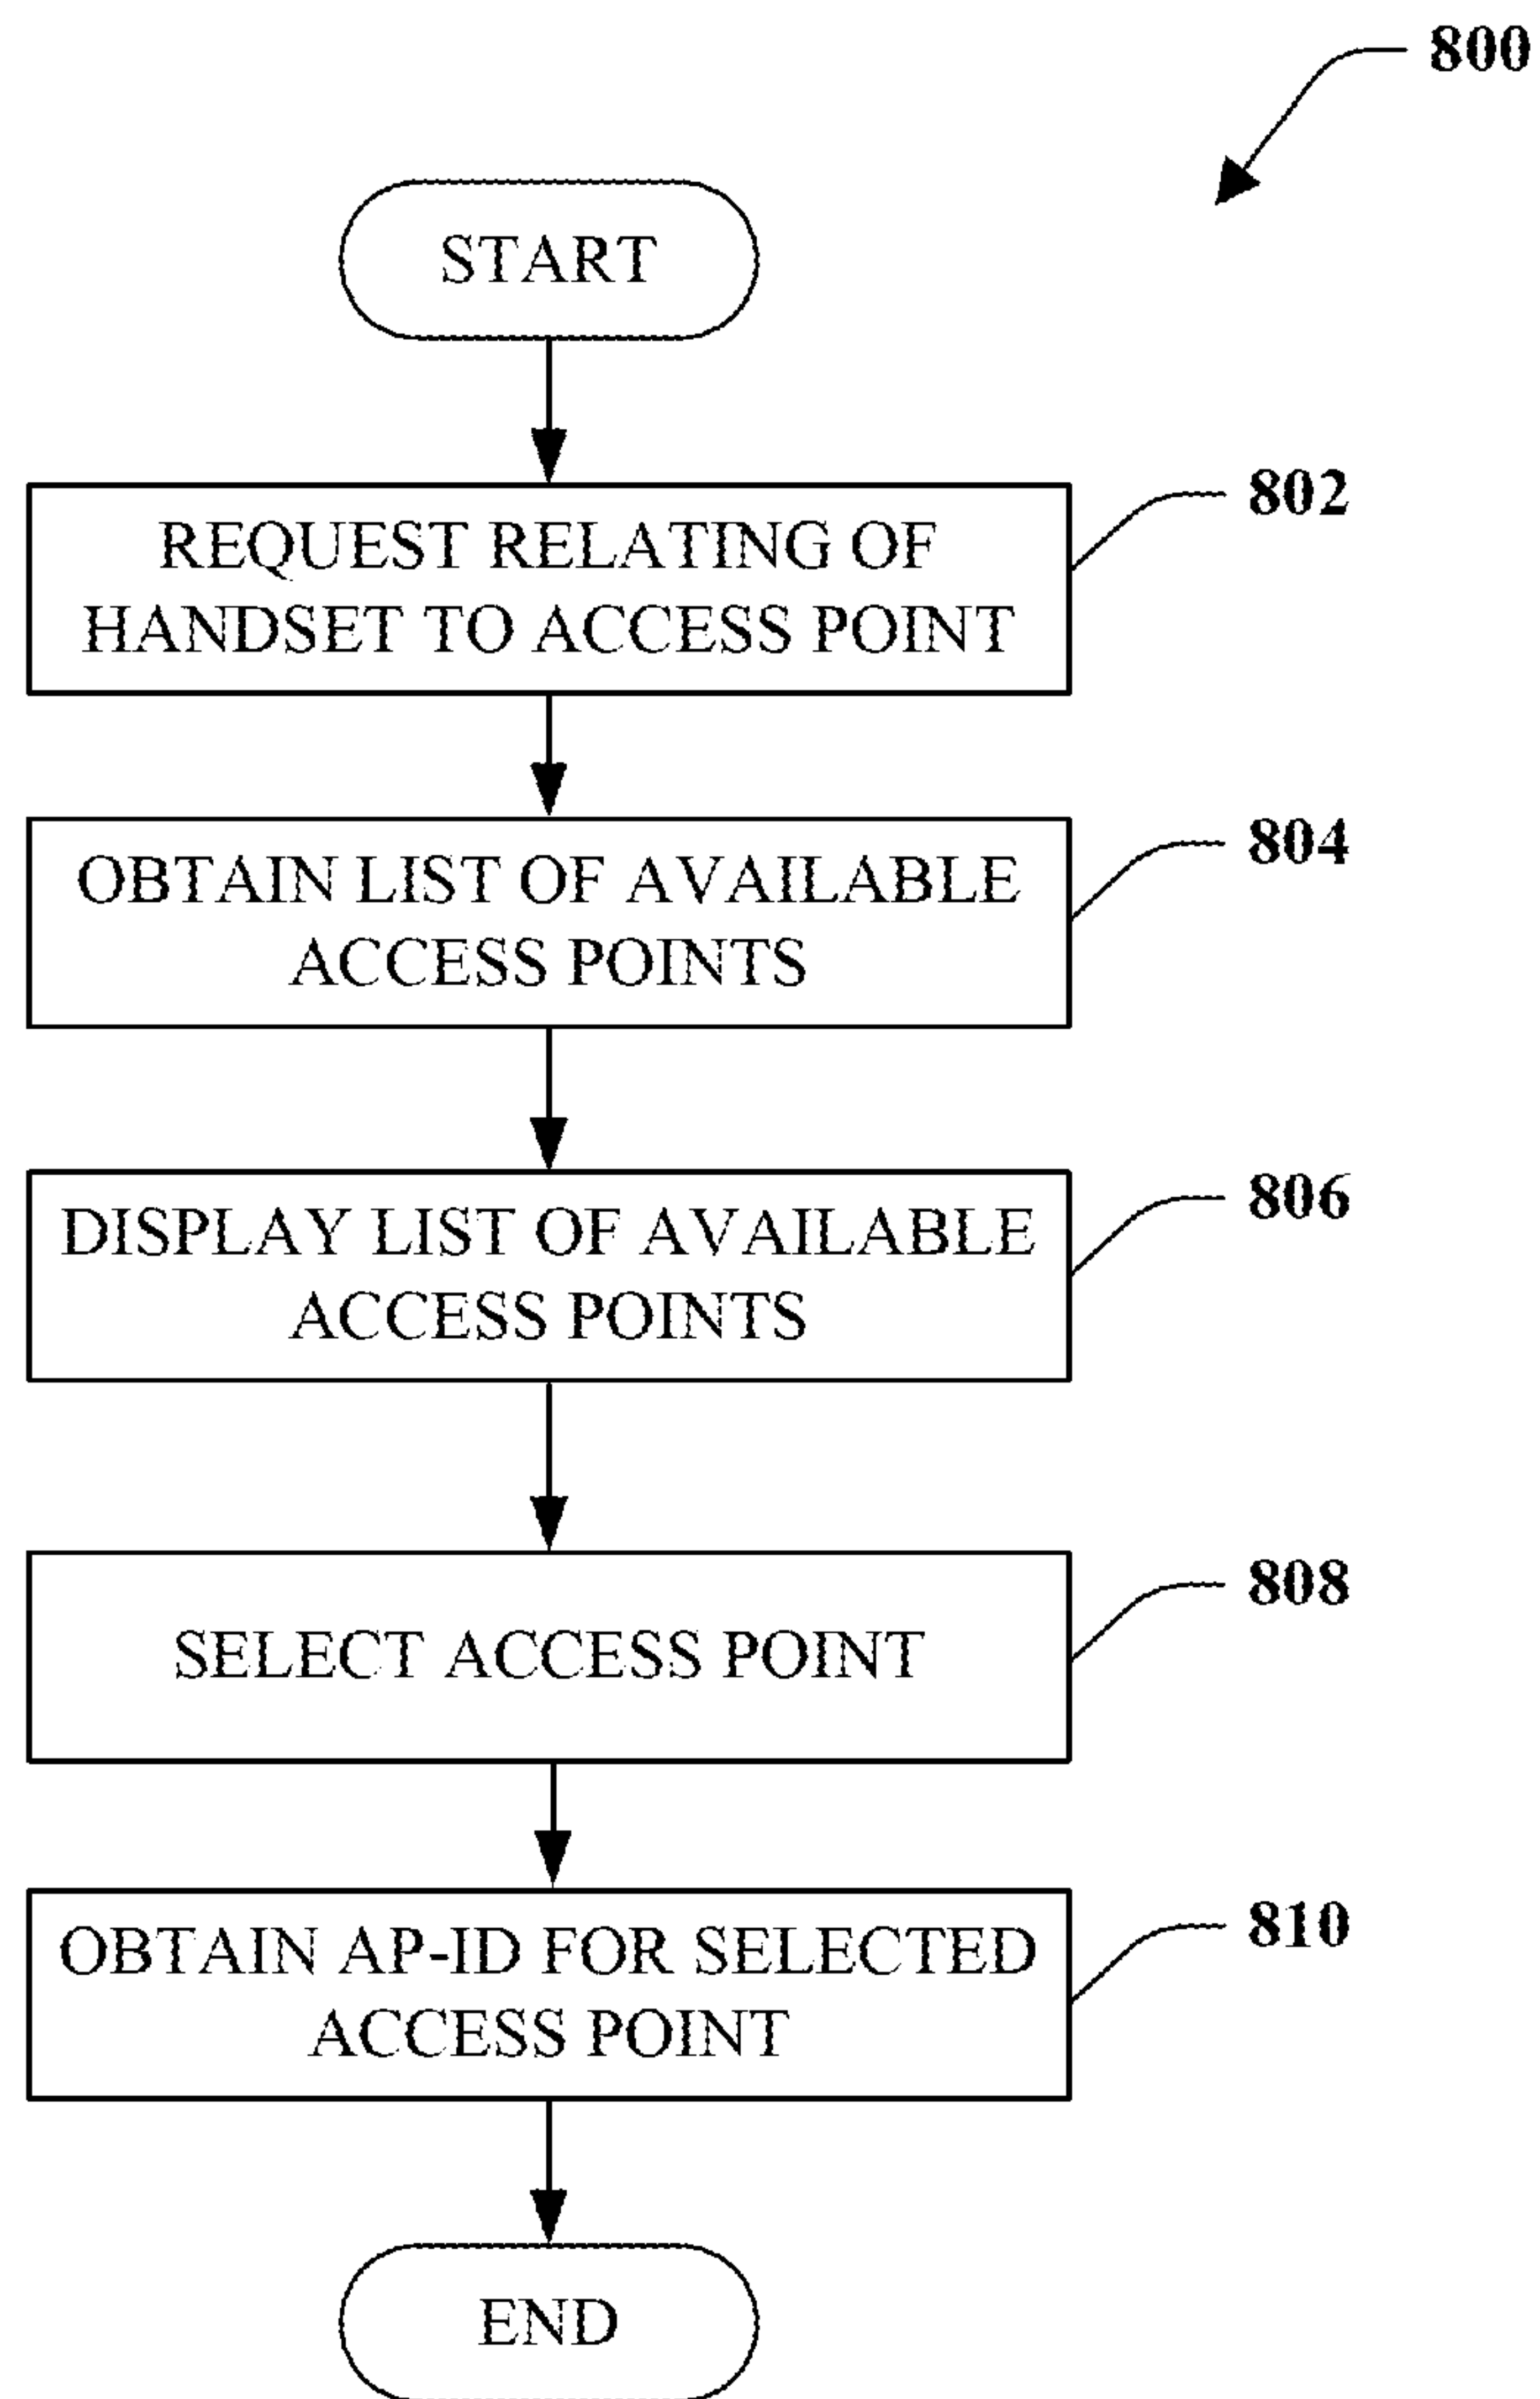 800
START
802
REQUEST RELATING OF
HANDSET TO ACCESS POINT
804
OBTAIN LIST OF AVAILABLE
ACCESS POINTS
806
DISPLAY LIST OF AVAILABLE
ACCESS POINTS
808
SELECT ACCESS POINT
810
OBTAIN AP-ID FOR SELECTED
ACCESS POINT
END